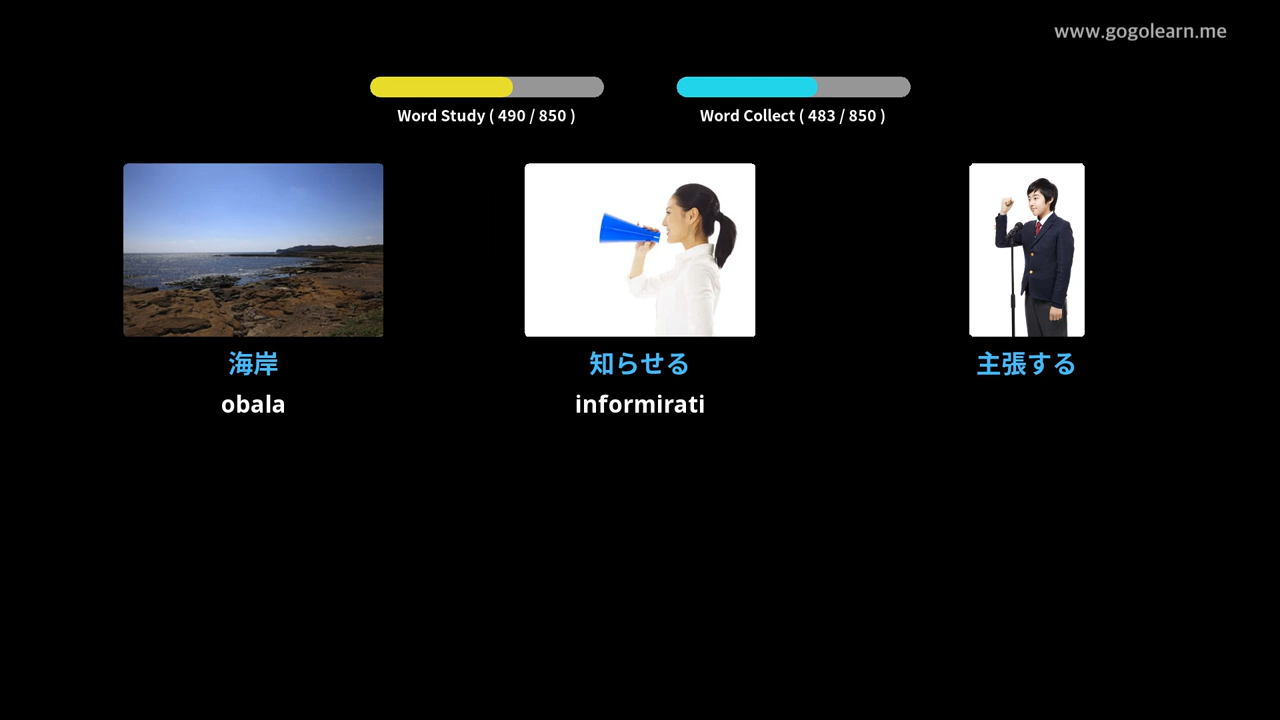 www.gogolearn.me
Word Study ( 490 / 850 )
Word Collect ( 483 / 850 )
海岸
知らせる
主張する
obala
informirati